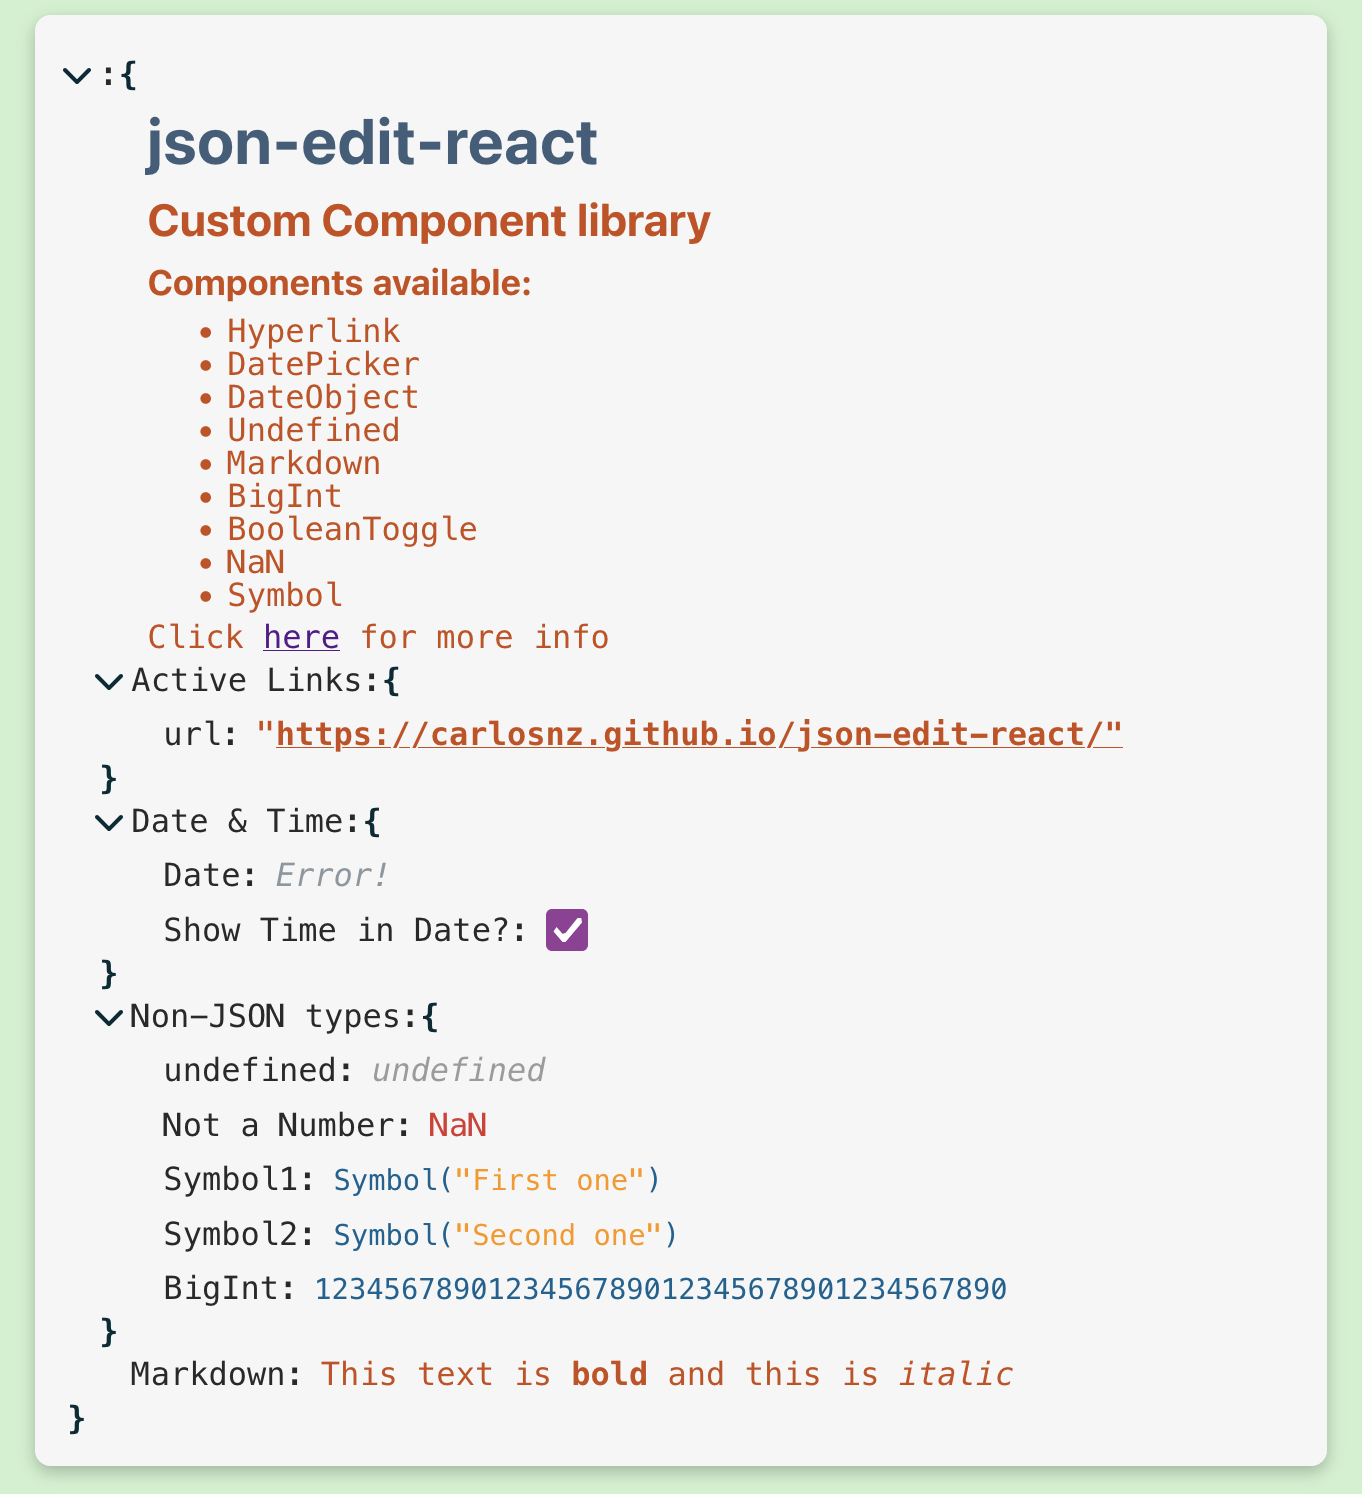 :{
json-edit-react
Custom Component library
Components available:
• Hyperlink
• DatePicker
• DateObject
• Undefined
• Markdown
• BigInt
• BooleanToggle
• NaN
• Symbol
Click here for more info
Active Links:{
url: "https://carlosnz.github.io/json-edit-react/"
}
Date & Time:{
Date: Error!
Show Time in Date?:
}
Non-JSON types:{
undefined: undefined
Not a Number: NaN
Symbol1: Symbol("First one")
Symbol2: Symbol("Second one")
BigInt: 1234567890123456789012345678901234567890
}
Markdown: This text is bold and this is italic
}